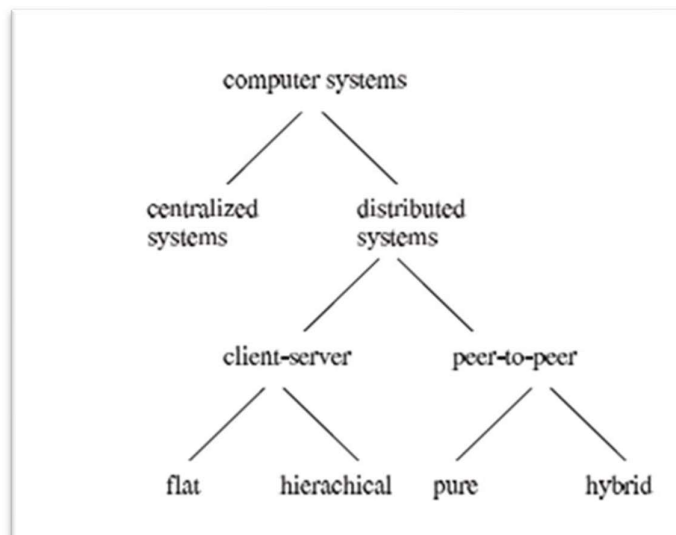 computer systems
centralized distributed
systems systems
client-server peer-to-peer
flat hierachical pure hybrid